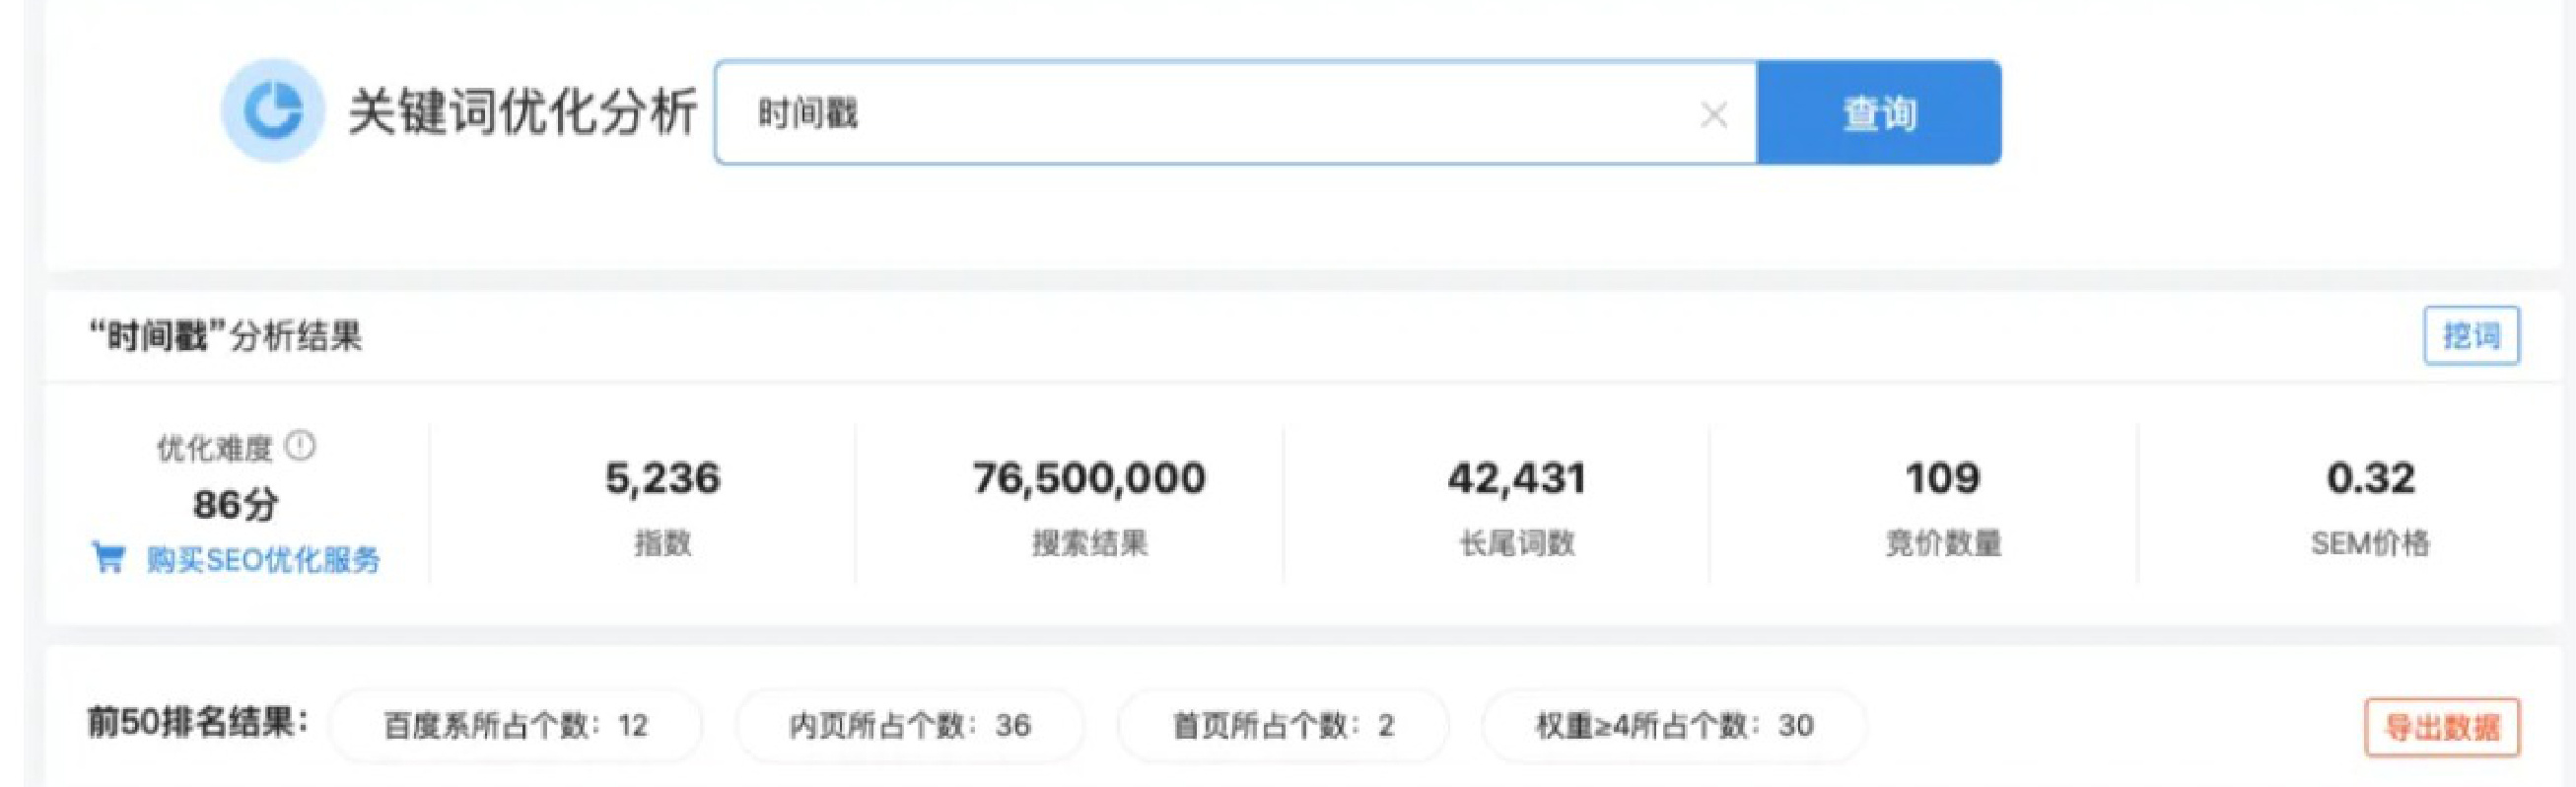 关键词优化分析 时间戳 查询
“时间戳”分析结果 挖词
优化难度
86分
购买SEO优化服务
5,236
指数
76,500,000
搜索结果
42,431
长尾词数
109
竞价数量
0.32
SEM价格
前50排名结果： 百度系所占个数：12 内页所占个数：36 首页所占个数：2 权重≥4所占个数：30 导出数据